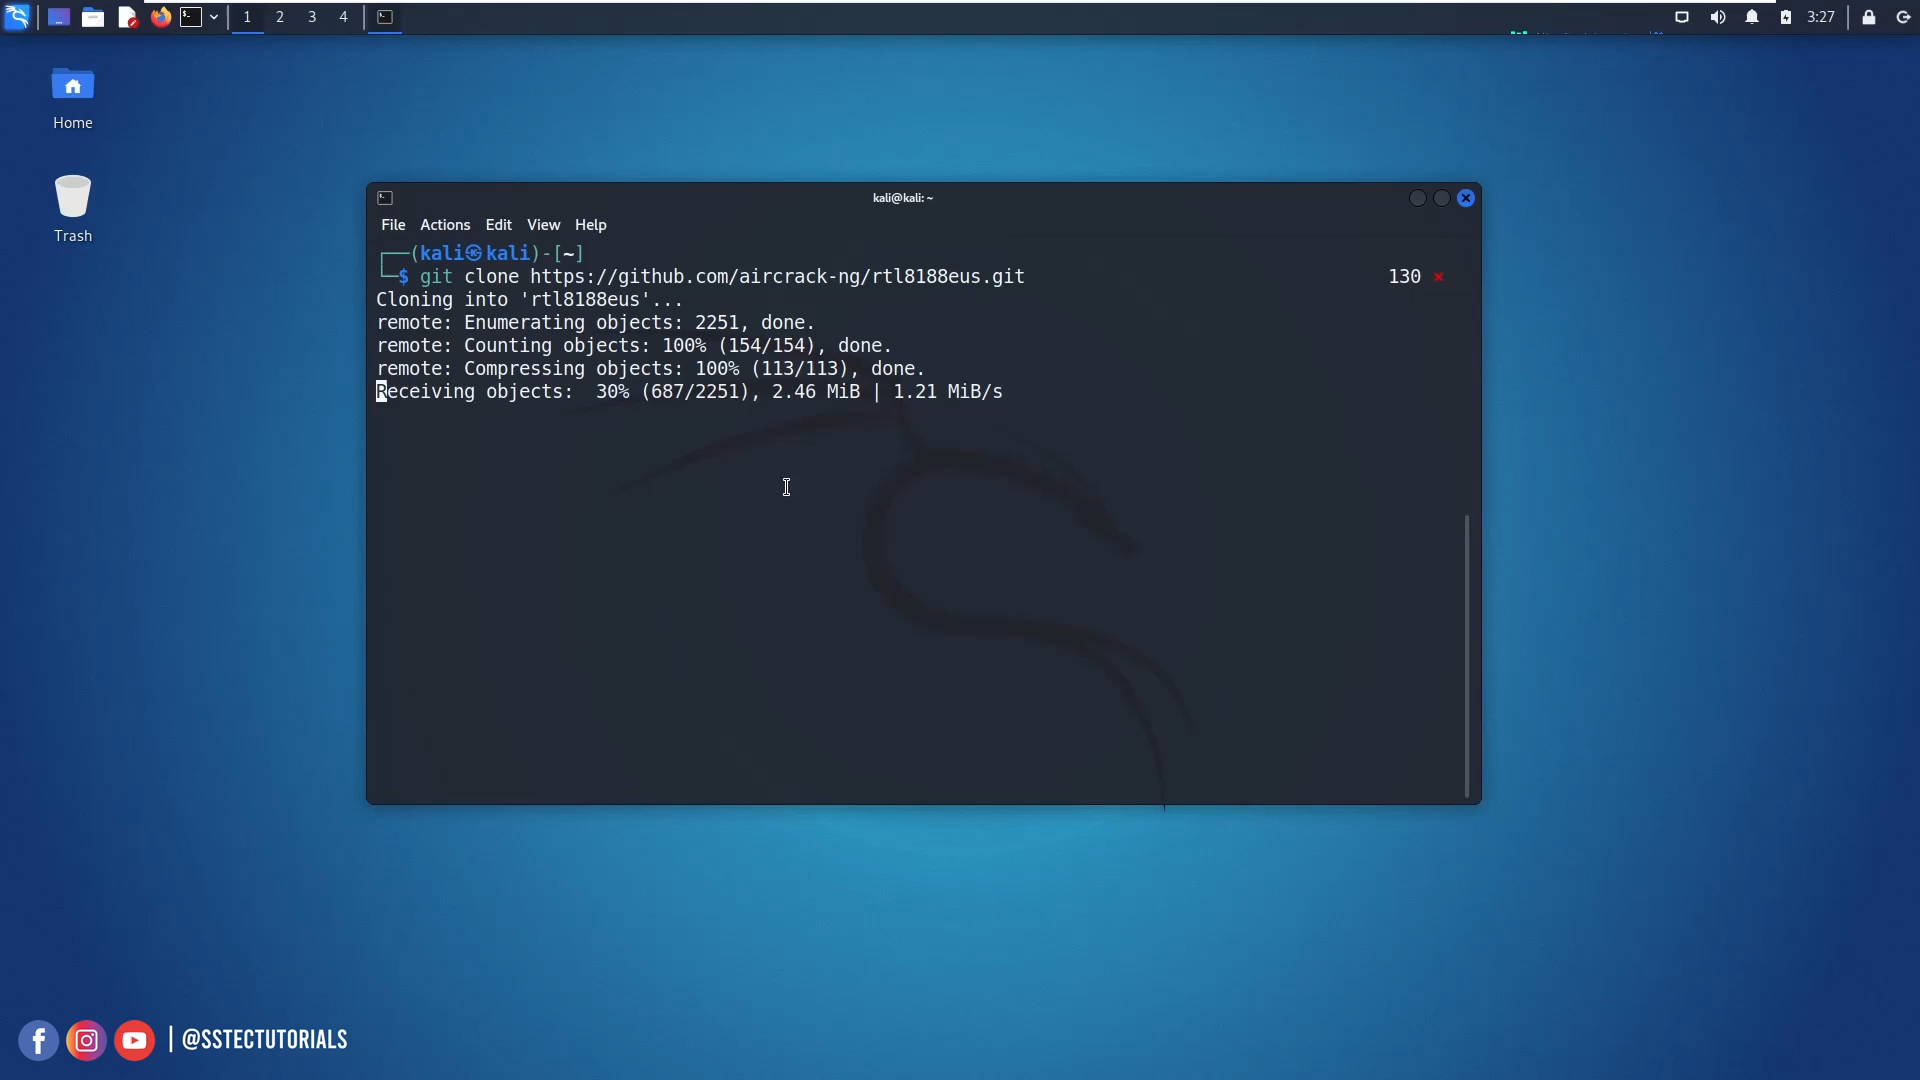 1 2 3 4
3:27
Home
Trash
kali@kali: ~
File Actions Edit View Help
┌──(kali㉿kali)-[~]
└─$ git clone https://github.com/aircrack-ng/rtl8188eus.git 130 ⨯
Cloning into 'rtl8188eus'...
remote: Enumerating objects: 2251, done.
remote: Counting objects: 100% (154/154), done.
remote: Compressing objects: 100% (113/113), done.
Receiving objects:  30% (687/2251), 2.46 MiB | 1.21 MiB/s
| @SSTECTUTORIALS